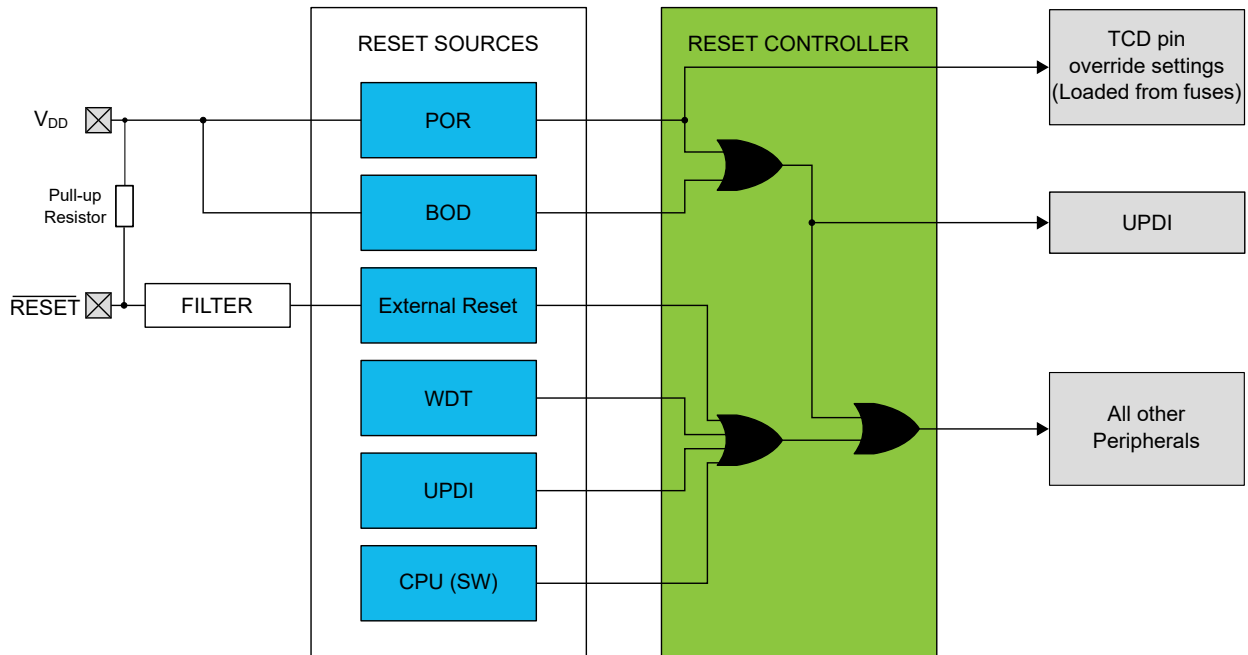 RESET SOURCES
RESET CONTROLLER
TCD pin
override settings
(Loaded from fuses)
VDD
POR
Pull-up
Resistor
BOD
UPDI
RESET
FILTER
External Reset
WDT
All other
Peripherals
UPDI
CPU (SW)